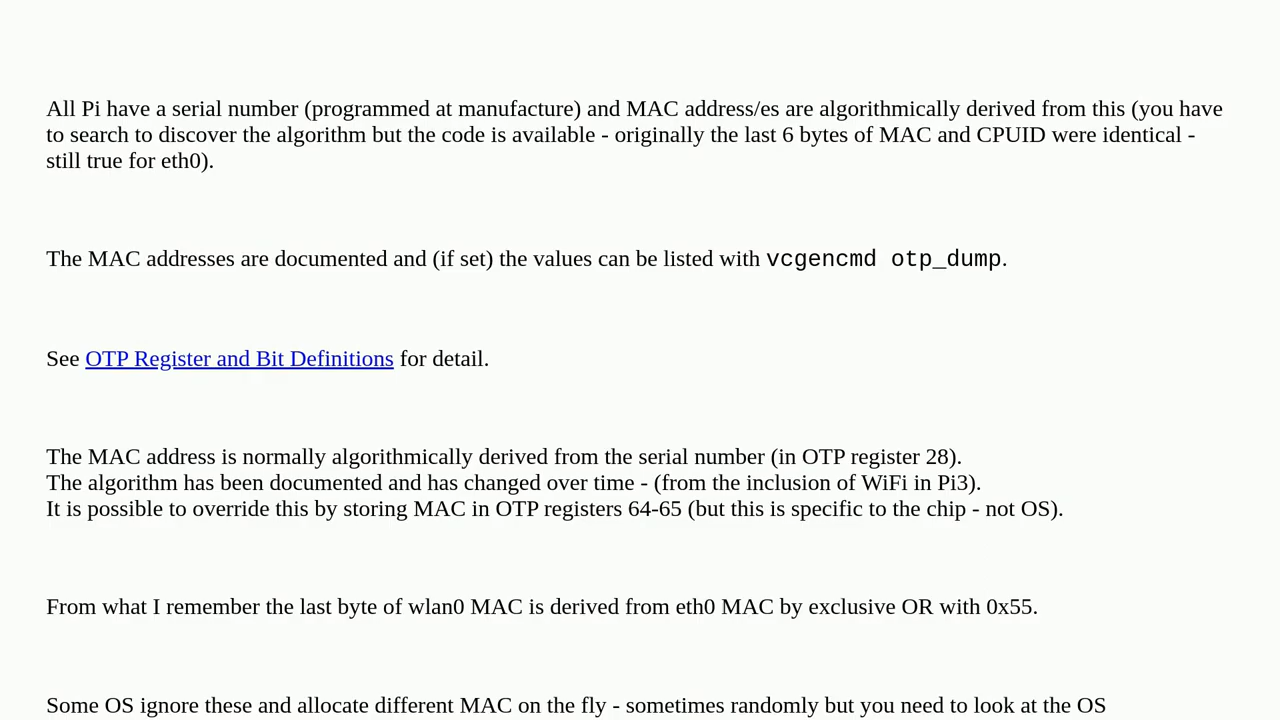 All Pi have a serial number (programmed at manufacture) and MAC address/es are algorithmically derived from this (you have
to search to discover the algorithm but the code is available - originally the last 6 bytes of MAC and CPUID were identical -
still true for eth0).
The MAC addresses are documented and (if set) the values can be listed with vcgencmd otp_dump.
See OTP Register and Bit Definitions for detail.
The MAC address is normally algorithmically derived from the serial number (in OTP register 28).
The algorithm has been documented and has changed over time - (from the inclusion of WiFi in Pi3).
It is possible to override this by storing MAC in OTP registers 64-65 (but this is specific to the chip - not OS).
From what I remember the last byte of wlan0 MAC is derived from eth0 MAC by exclusive OR with 0x55.
Some OS ignore these and allocate different MAC on the fly - sometimes randomly but you need to look at the OS